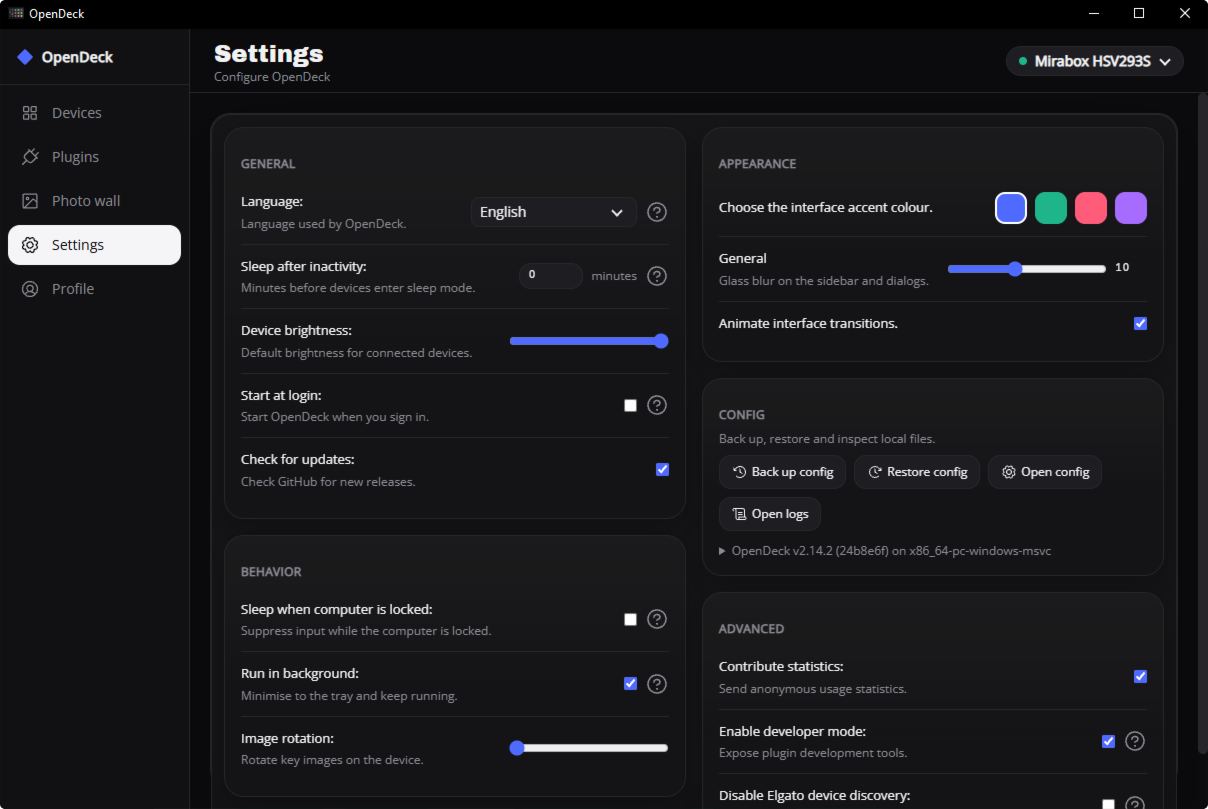 OpenDeck
OpenDeck
Settings
Configure OpenDeck
Mirabox HSV293S
Devices
Plugins
Photo wall
Settings
Profile
GENERAL
Language:
Language used by OpenDeck.
English
Sleep after inactivity:
Minutes before devices enter sleep mode.
0
minutes
Device brightness:
Default brightness for connected devices.
Start at login:
Start OpenDeck when you sign in.
Check for updates:
Check GitHub for new releases.
BEHAVIOR
Sleep when computer is locked:
Suppress input while the computer is locked.
Run in background:
Minimise to the tray and keep running.
Image rotation:
Rotate key images on the device.
APPEARANCE
Choose the interface accent colour.
General
Glass blur on the sidebar and dialogs.
10
Animate interface transitions.
CONFIG
Back up, restore and inspect local files.
Back up config
Restore config
Open config
Open logs
OpenDeck v2.14.2 (24b8e6f) on x86_64-pc-windows-msvc
ADVANCED
Contribute statistics:
Send anonymous usage statistics.
Enable developer mode:
Expose plugin development tools.
Disable Elgato device discovery: